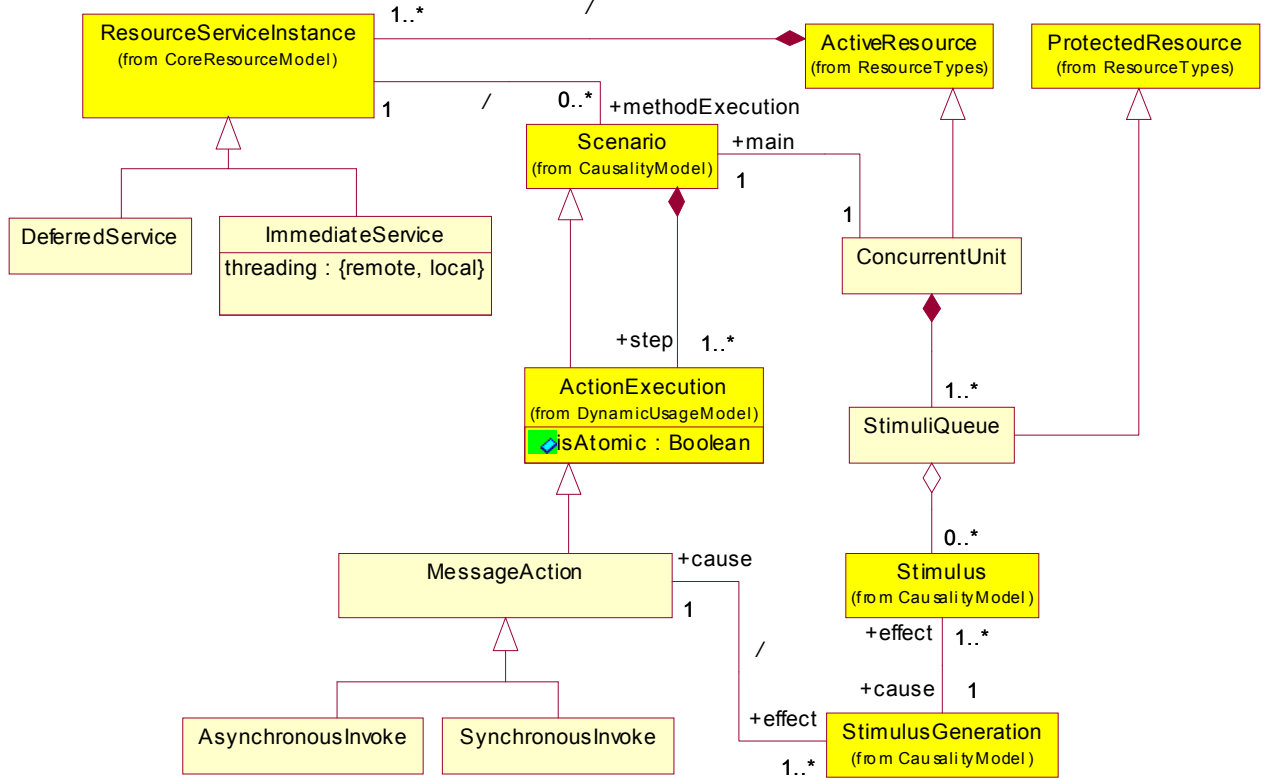 1..*
/
ResourceServiceInstance
(from CoreResourceModel)
ActiveResource
(from ResourceTypes)
ProtectedResource
(from ResourceTypes)
1
/
0..*
+methodExecution
Scenario
(from CausalityModel)
+main
1
1
DeferredService
ImmediateService
threading : {remote, local}
ConcurrentUnit
+step
1..*
ActionExecution
(from DynamicUsageModel)
isAtomic : Boolean
1..*
StimuliQueue
0..*
MessageAction
+cause
1
Stimulus
(from CausalityModel)
+effect
1..*
/
+cause
1
AsynchronousInvoke
SynchronousInvoke
+effect
1..*
StimulusGeneration
(from CausalityModel)